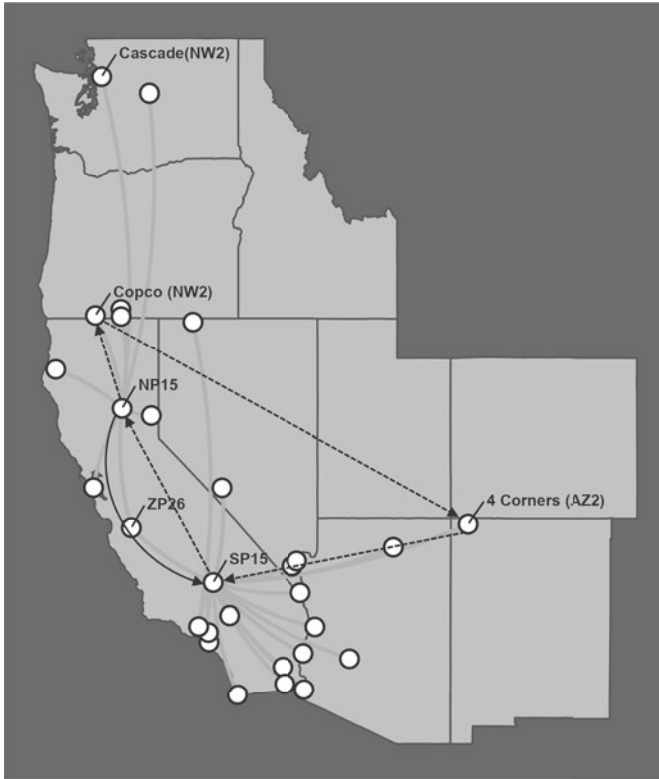 Cascade(NW2)
Copco (NW2)
NP15
4 Corners (AZ2)
ZP26
SP15